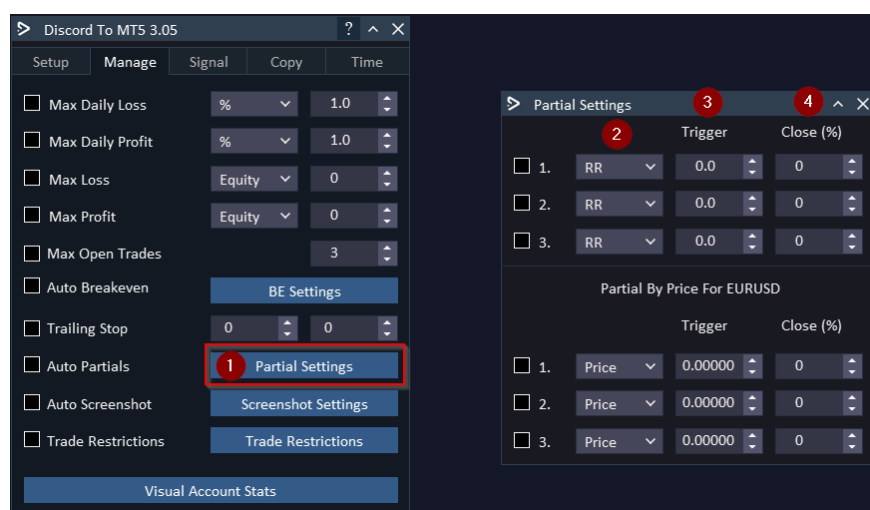 Discord To MT5 3.05 ?
Setup Manage Signal Copy Time
Max Daily Loss % 1.0
Max Daily Profit % 1.0
Max Loss Equity 0
Max Profit Equity 0
Max Open Trades 3
Auto Breakeven BE Settings
Trailing Stop 0 0
Auto Partials 1 Partial Settings
Auto Screenshot Screenshot Settings
Trade Restrictions Trade Restrictions
Visual Account Stats
Partial Settings 3 4
2 Trigger Close (%)
1. RR 0.0 0
2. RR 0.0 0
3. RR 0.0 0
Partial By Price For EURUSD
Trigger Close (%)
1. Price 0.00000 0
2. Price 0.00000 0
3. Price 0.00000 0